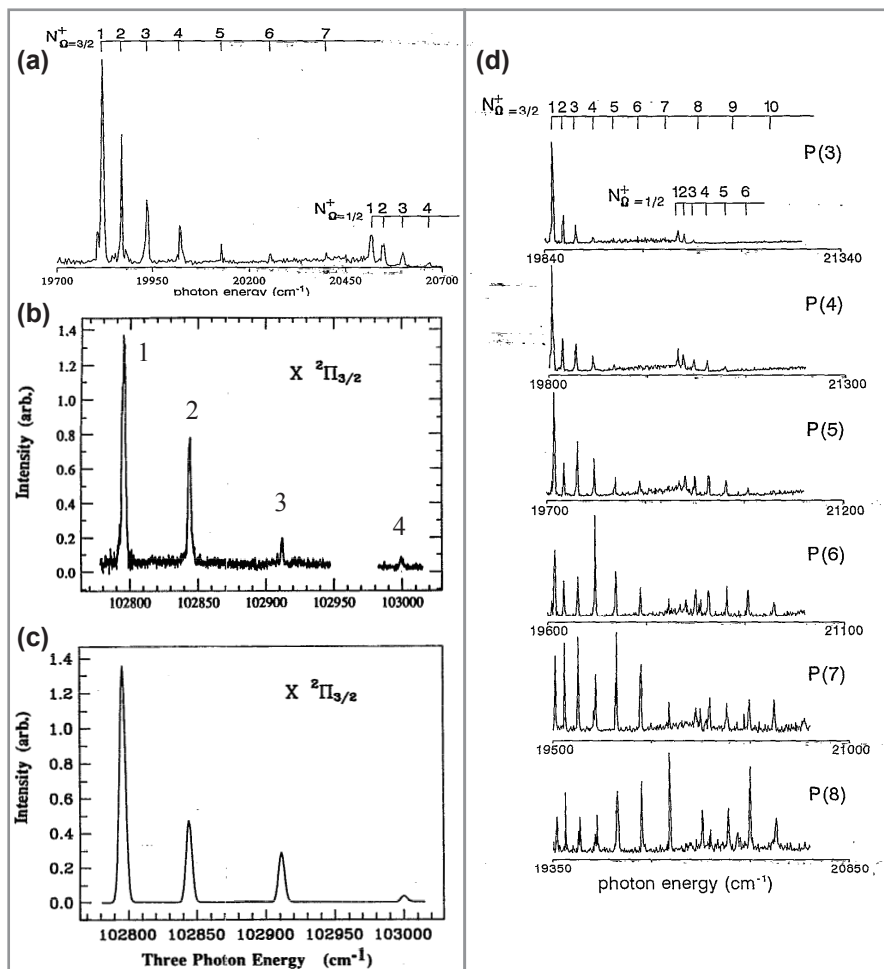 (a)
N⁺Ω=3/2 1 2 3 4 5 6 7
N⁺Ω=1/2 1 2 3 4
19700 19950 20200 20450 20700
photon energy (cm⁻¹)
(b)
1.4
1.2
1.0
0.8
0.6
0.4
0.2
0.0
Intensity (arb.)
X ²Π3/2
1
2
3
4
102800 102850 102900 102950 103000
(c)
1.4
1.2
1.0
0.8
0.6
0.4
0.2
0.0
Intensity (arb.)
X ²Π3/2
102800 102850 102900 102950 103000
Three Photon Energy (cm⁻¹)
(d)
N⁺Ω=3/2 1 2 3 4 5 6 7 8 9 10
P(3)
N⁺Ω=1/2 1 2 3 4 5 6
19840 21340
P(4)
19800 21300
P(5)
19700 21200
P(6)
19600 21100
P(7)
19500 21000
P(8)
19350 20850
photon energy (cm⁻¹)